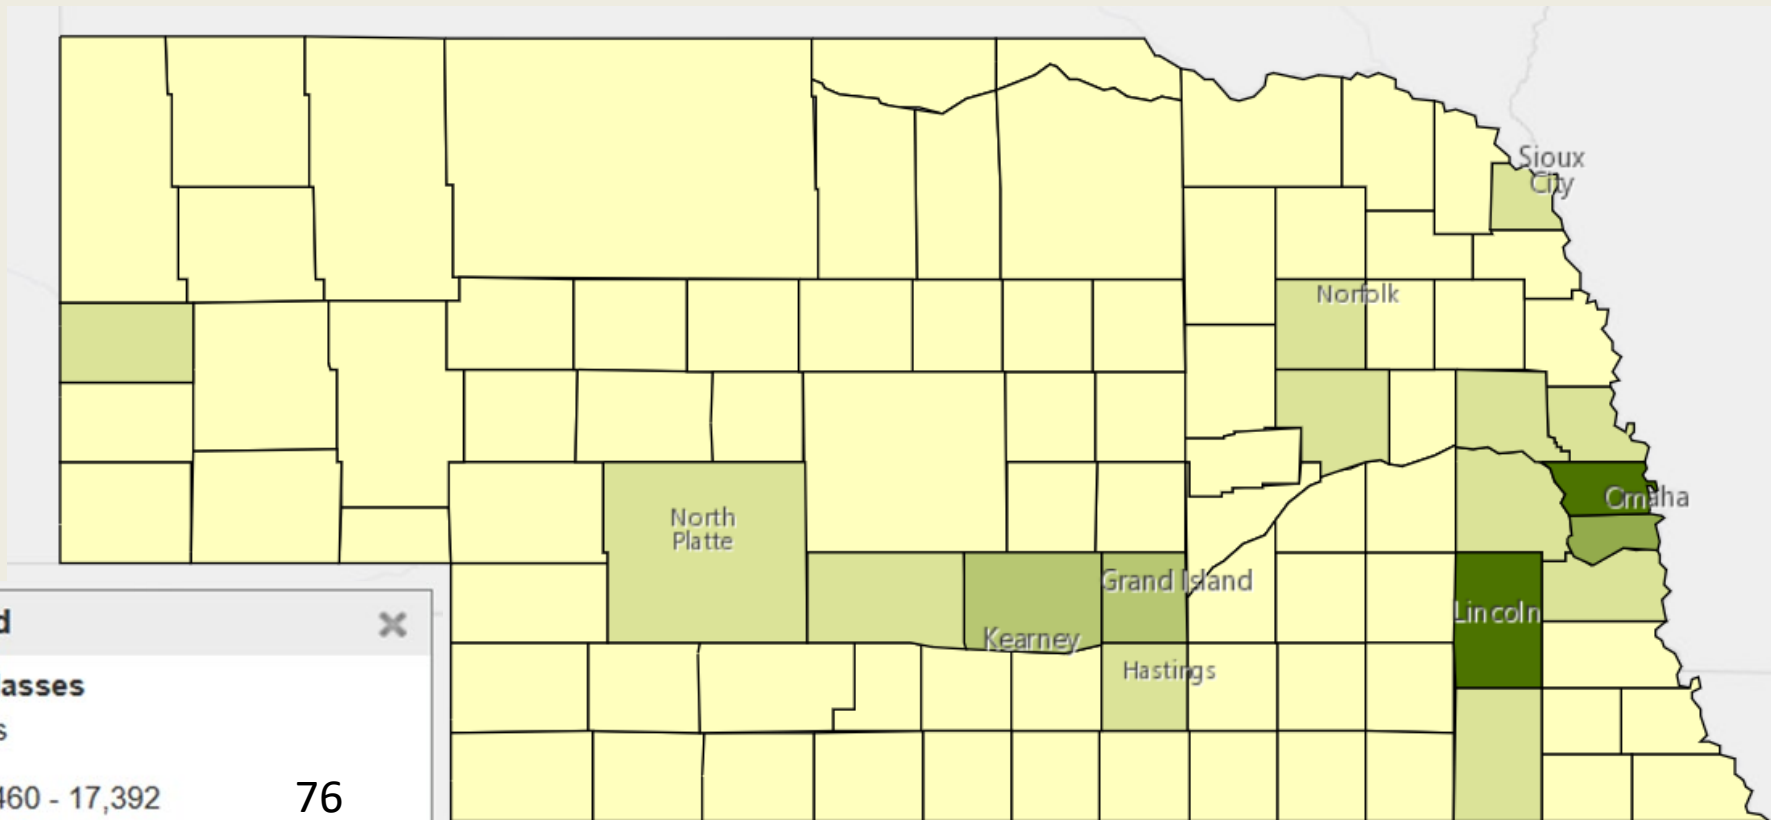 Sioux
City
Norfolk
Omaha
North
Platte
Grand Island
Lincoln
Kearney
Hastings
d
asses
s
460 - 17,392 76